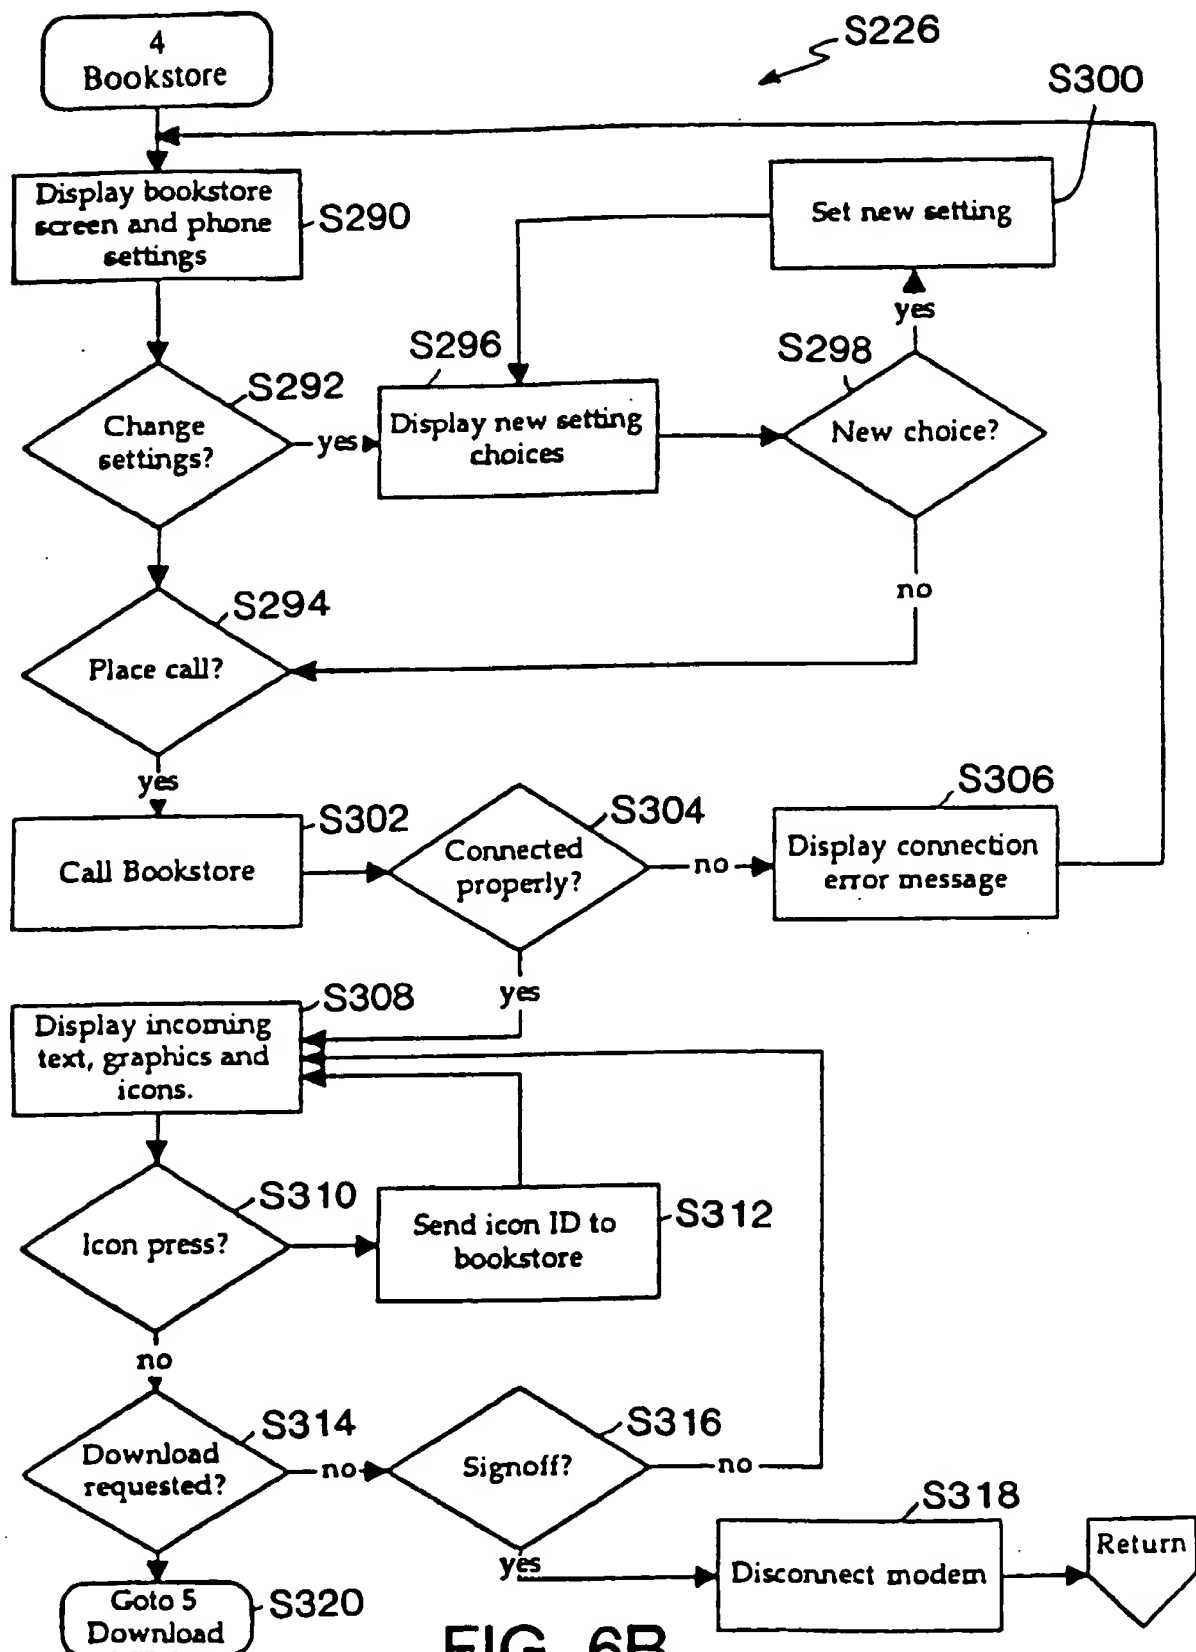 4
Bookstore
S226
S300
Display bookstore
screen and phone
settings
S290
Set new setting
yes
S296
S298
S292
Change
settings?
yes
Display new setting
choices
New choice?
no
S294
Place call?
yes
S302
Call Bookstore
S304
Connected
properly?
no
S306
Display connection
error message
yes
S308
Display incoming
text, graphics and
icons.
S310
Icon press?
S312
Send icon ID to
bookstore
no
S314
Download
requested?
no
S316
Signoff?
no
yes
S318
Disconnect modem
Return
Goto 5
Download
S320
FIG. 6B